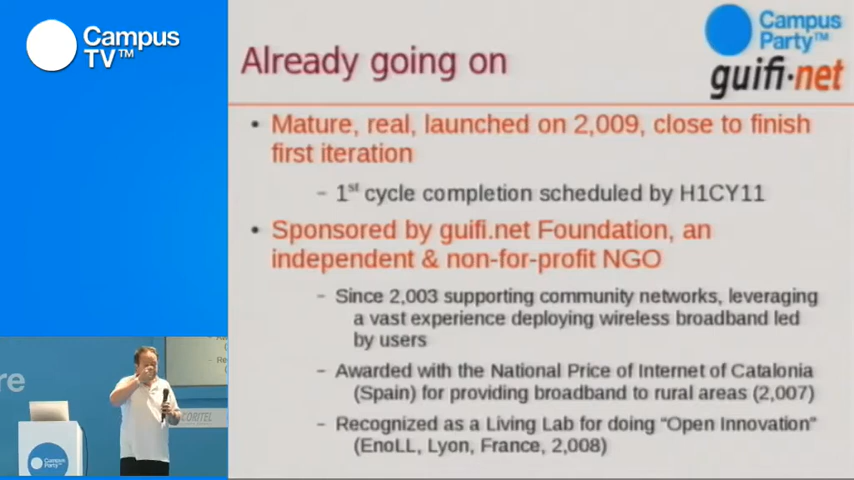 Campus
TV™
Campus
Party™
guifi·net
Already going on
• Mature, real, launched on 2,009, close to finish
first iteration
– 1st cycle completion scheduled by H1CY11
• Sponsored by guifi.net Foundation, an
independent & non-for-profit NGO
– Since 2,003 supporting community networks, leveraging
a vast experience deploying wireless broadband led
by users
– Awarded with the National Price of Internet of Catalonia
(Spain) for providing broadband to rural areas (2,007)
– Recognized as a Living Lab for doing "Open Innovation"
(EnoLL, Lyon, France, 2,008)
re
CORITEL
Campus
Party